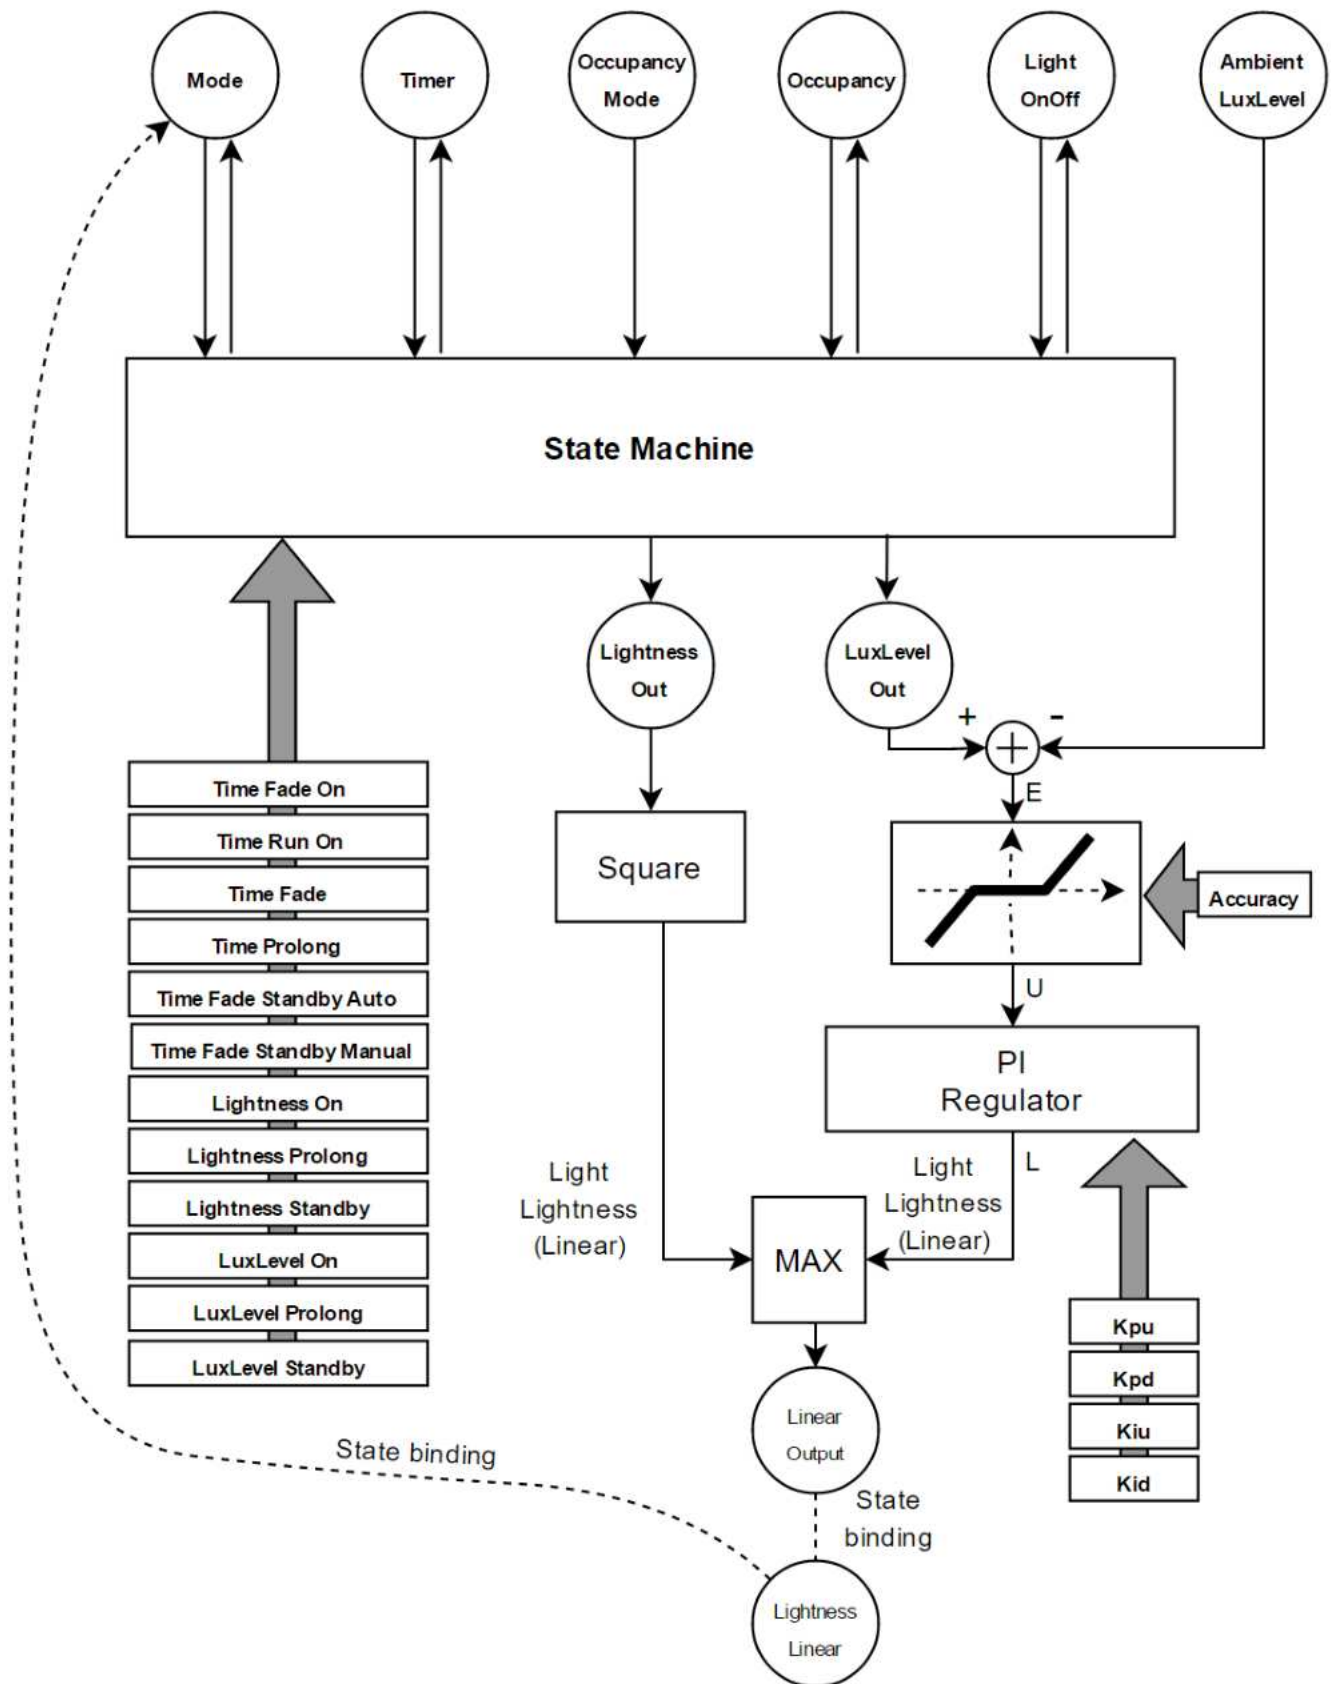 Mode
Timer
Occupancy
Mode
Occupancy
Light
OnOff
Ambient
LuxLevel
State Machine
Lightness
Out
LuxLevel
Out
+
-
E
Time Fade On
Time Run On
Time Fade
Time Prolong
Time Fade Standby Auto
Time Fade Standby Manual
Lightness On
Lightness Prolong
Lightness Standby
LuxLevel On
LuxLevel Prolong
LuxLevel Standby
Square
Accuracy
U
PI
Regulator
L
Light
Lightness
(Linear)
Light
Lightness
(Linear)
MAX
Kpu
Kpd
Kiu
Kid
Linear
Output
State binding
State
binding
Lightness
Linear